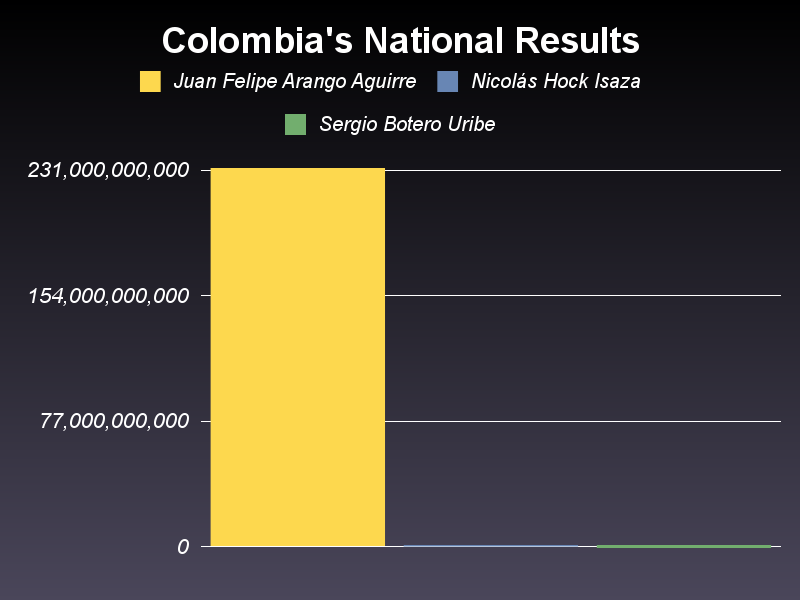 Colombia's National Results
Juan Felipe Arango Aguirre Nicolás Hock Isaza
Sergio Botero Uribe
231,000,000,000
154,000,000,000
77,000,000,000
0